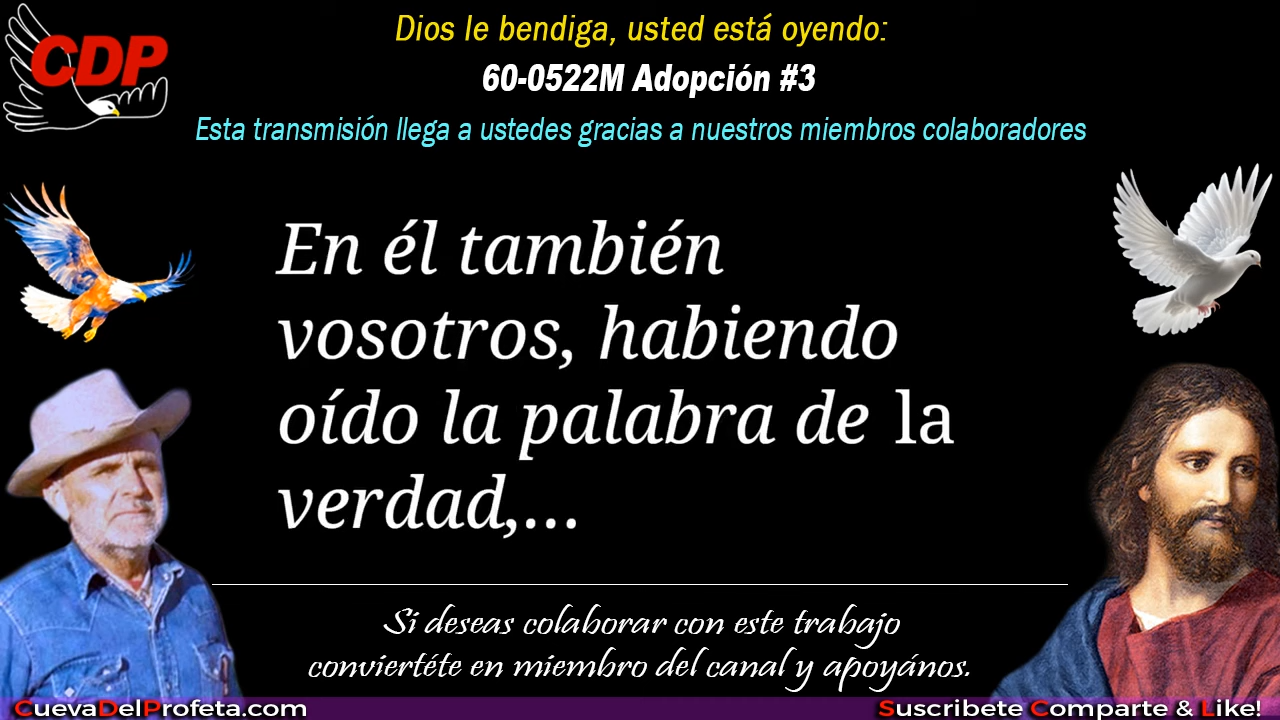 CDP
Dios le bendiga, usted está oyendo:
60-0522M Adopción #3
Esta transmisión llega a ustedes gracias a nuestros miembros colaboradores
En él también
vosotros, habiendo
oído la palabra de la
verdad,...
Si deseas colaborar con este trabajo
conviertéte en miembro del canal y apoyános.
CuevaDelProfeta.com
Suscribete Comparte & Like!